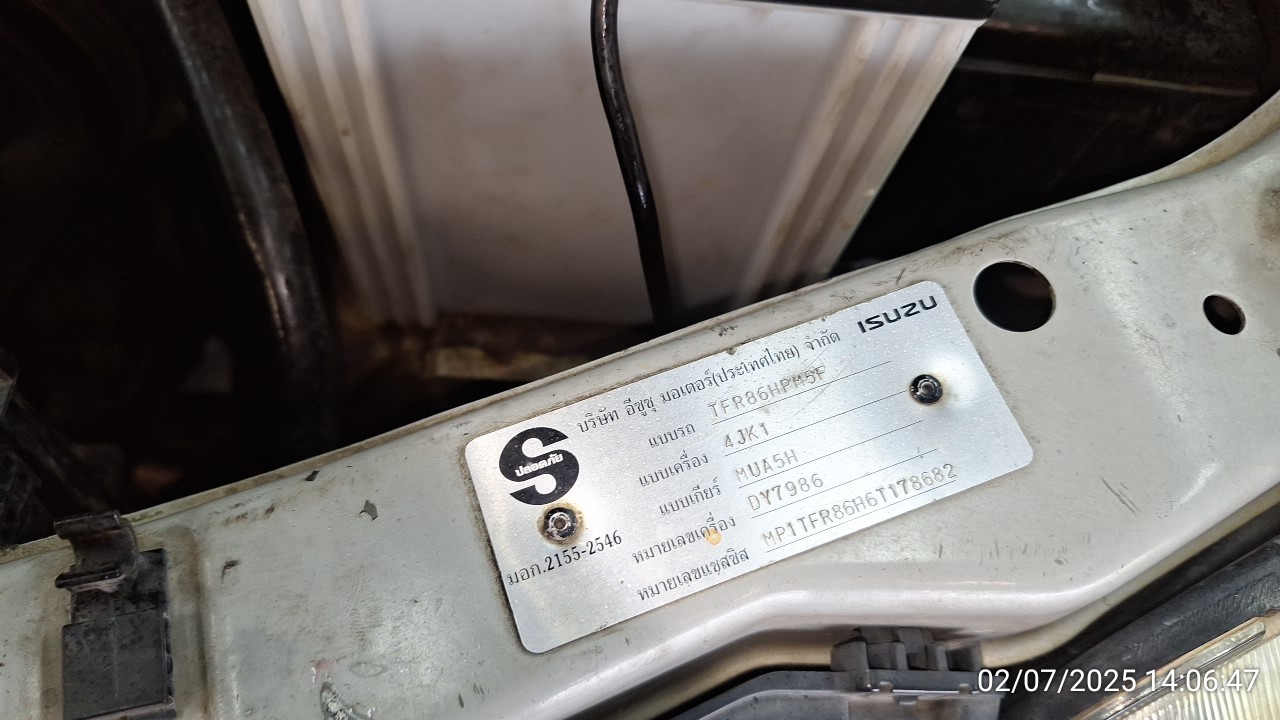 ISUZU
บริษัท อีซูซุ มอเตอร์(ประเทศไทย) จำกัด
แบบรถ TFR86HPM5F
แบบเครื่อง 4JK1
แบบเกียร์ MUA5H
หมายเลขเครื่อง DY7986
หมายเลขแชสซิส MP1TFR86H6T178682
S
ปลอดภัย
มอก.2155-2546
02/07/2025 14:06:47